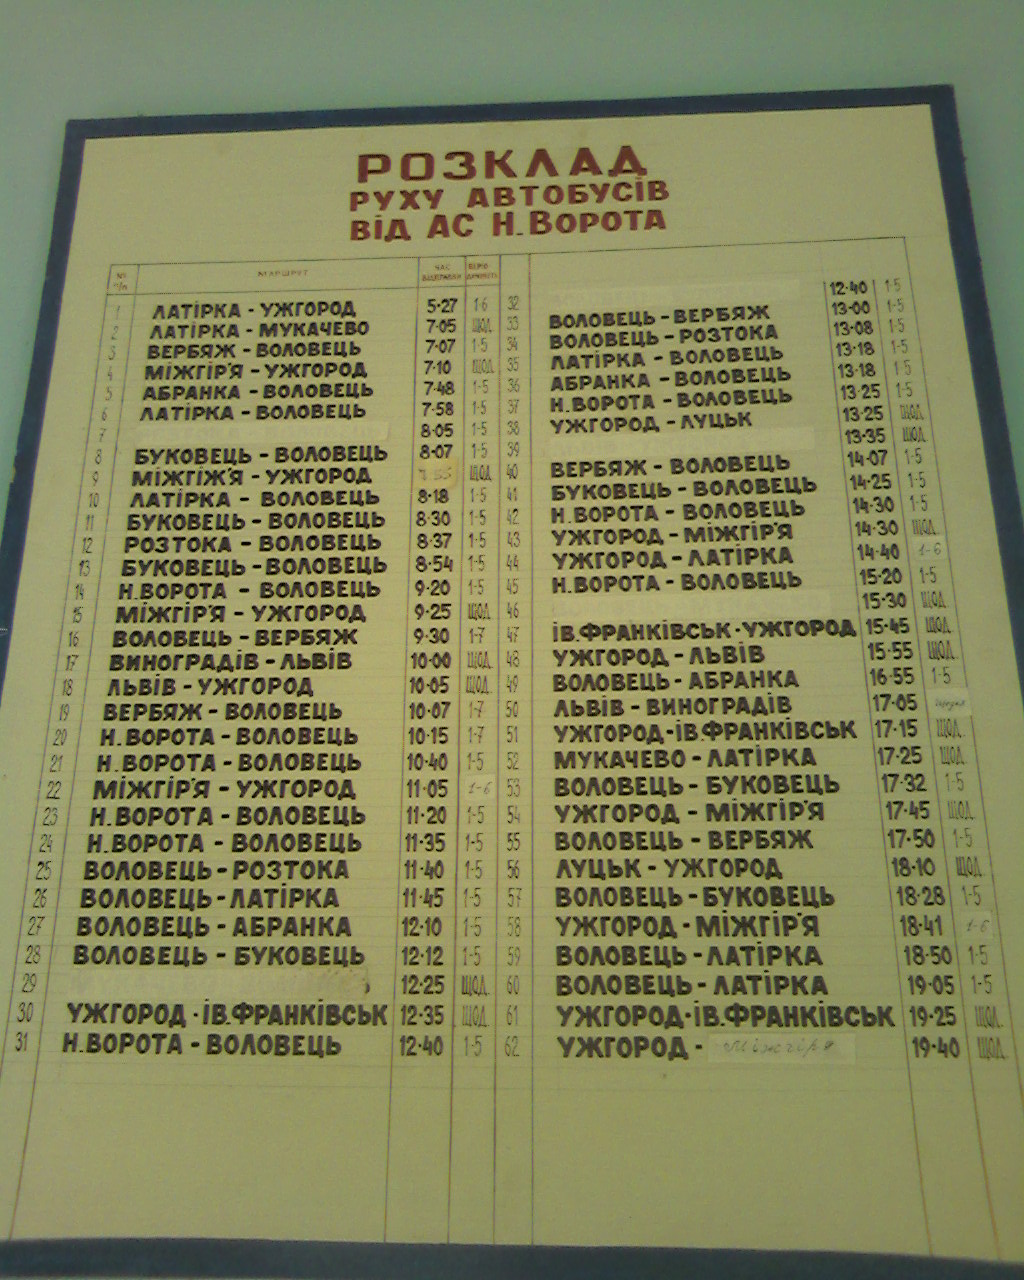 РОЗКЛАД
РУХУ АВТОБУСІВ
ВІД АС Н.ВОРОТА
№ п/п МАРШРУТ ЧАС ВІДПРАВЛ. ПЕРІОДИЧНІСТЬ
1 ЛАТІРКА - УЖГОРОД 5-27 1-6
2 ЛАТІРКА - МУКАЧЕВО 7-05 ЩОД.
3 ВЕРБЯЖ - ВОЛОВЕЦЬ 7-07 1-5
4 МІЖГІР'Я - УЖГОРОД 7-10 ЩОД.
5 АБРАНКА - ВОЛОВЕЦЬ 7-48 1-5
6 ЛАТІРКА - ВОЛОВЕЦЬ 7-58 1-5
7 8-05 1-5
8 БУКОВЕЦЬ - ВОЛОВЕЦЬ 8-07 1-5
9 МІЖГІЖ'Я - УЖГОРОД ЩОД.
10 ЛАТІРКА - ВОЛОВЕЦЬ 8-18 1-5
11 БУКОВЕЦЬ - ВОЛОВЕЦЬ 8-30 1-5
12 РОЗТОКА - ВОЛОВЕЦЬ 8-37 1-5
13 БУКОВЕЦЬ - ВОЛОВЕЦЬ 8-54 1-5
14 Н.ВОРОТА - ВОЛОВЕЦЬ 9-20 1-5
15 МІЖГІР'Я - УЖГОРОД 9-25 ЩОД.
16 ВОЛОВЕЦЬ - ВЕРБЯЖ 9-30 1-7
17 ВИНОГРАДІВ - ЛЬВІВ 10-00 ЩОД.
18 ЛЬВІВ - УЖГОРОД 10-05 ЩОД.
19 ВЕРБЯЖ - ВОЛОВЕЦЬ 10-07 1-7
20 Н.ВОРОТА - ВОЛОВЕЦЬ 10-15 1-7
21 Н.ВОРОТА - ВОЛОВЕЦЬ 10-40 1-5
22 МІЖГІР'Я - УЖГОРОД 11-05 1-6
23 Н.ВОРОТА - ВОЛОВЕЦЬ 11-20 1-5
24 Н.ВОРОТА - ВОЛОВЕЦЬ 11-35 1-5
25 ВОЛОВЕЦЬ - РОЗТОКА 11-40 1-5
26 ВОЛОВЕЦЬ - ЛАТІРКА 11-45 1-5
27 ВОЛОВЕЦЬ - АБРАНКА 12-10 1-5
28 ВОЛОВЕЦЬ - БУКОВЕЦЬ 12-12 1-5
29 12-25 ЩОД.
30 УЖГОРОД - ІВ.ФРАНКІВСЬК 12-35 ЩОД.
31 Н.ВОРОТА - ВОЛОВЕЦЬ 12-40 1-5
32 12-40 1-5
33 ВОЛОВЕЦЬ - ВЕРБЯЖ 13-00 1-5
34 ВОЛОВЕЦЬ - РОЗТОКА 13-08 1-5
35 ЛАТІРКА - ВОЛОВЕЦЬ 13-18 1-5
36 АБРАНКА - ВОЛОВЕЦЬ 13-18 1-5
37 Н.ВОРОТА - ВОЛОВЕЦЬ 13-25 1-5
38 УЖГОРОД - ЛУЦЬК 13-25 ЩОД.
39 13-35 ЩОД.
40 ВЕРБЯЖ - ВОЛОВЕЦЬ 14-07 1-5
41 БУКОВЕЦЬ - ВОЛОВЕЦЬ 14-25 1-5
42 Н.ВОРОТА - ВОЛОВЕЦЬ 14-30 1-5
43 УЖГОРОД - МІЖГІР'Я 14-30 ЩОД.
44 УЖГОРОД - ЛАТІРКА 14-40 1-6
45 Н.ВОРОТА - ВОЛОВЕЦЬ 15-20 1-5
46 15-30 ЩОД.
47 ІВ.ФРАНКІВСЬК - УЖГОРОД 15-45 ЩОД.
48 УЖГОРОД - ЛЬВІВ 15-55 ЩОД.
49 ВОЛОВЕЦЬ - АБРАНКА 16-55 1-5
50 ЛЬВІВ - ВИНОГРАДІВ 17-05
51 УЖГОРОД - ІВ.ФРАНКІВСЬК 17-15 ЩОД.
52 МУКАЧЕВО - ЛАТІРКА 17-25 ЩОД.
53 ВОЛОВЕЦЬ - БУКОВЕЦЬ 17-32 1-5
54 УЖГОРОД - МІЖГІР'Я 17-45 ЩОД.
55 ВОЛОВЕЦЬ - ВЕРБЯЖ 17-50 1-5
56 ЛУЦЬК - УЖГОРОД 18-10 ЩОД.
57 ВОЛОВЕЦЬ - БУКОВЕЦЬ 18-28 1-5
58 УЖГОРОД - МІЖГІР'Я 18-41 1-6
59 ВОЛОВЕЦЬ - ЛАТІРКА 18-50 1-5
60 ВОЛОВЕЦЬ - ЛАТІРКА 19-05 1-5
61 УЖГОРОД - ІВ.ФРАНКІВСЬК 19-25 ЩОД.
62 УЖГОРОД - Міжгіря 19-40 ЩОД.